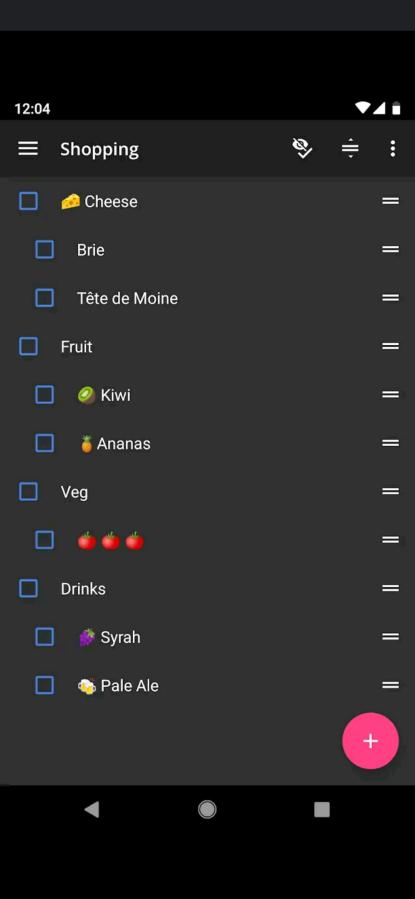 12:04
Shopping
🧀 Cheese
Brie
Tête de Moine
Fruit
🥝 Kiwi
🍍Ananas
Veg
🍅 🍅 🍅
Drinks
🍇 Syrah
🍻 Pale Ale
+